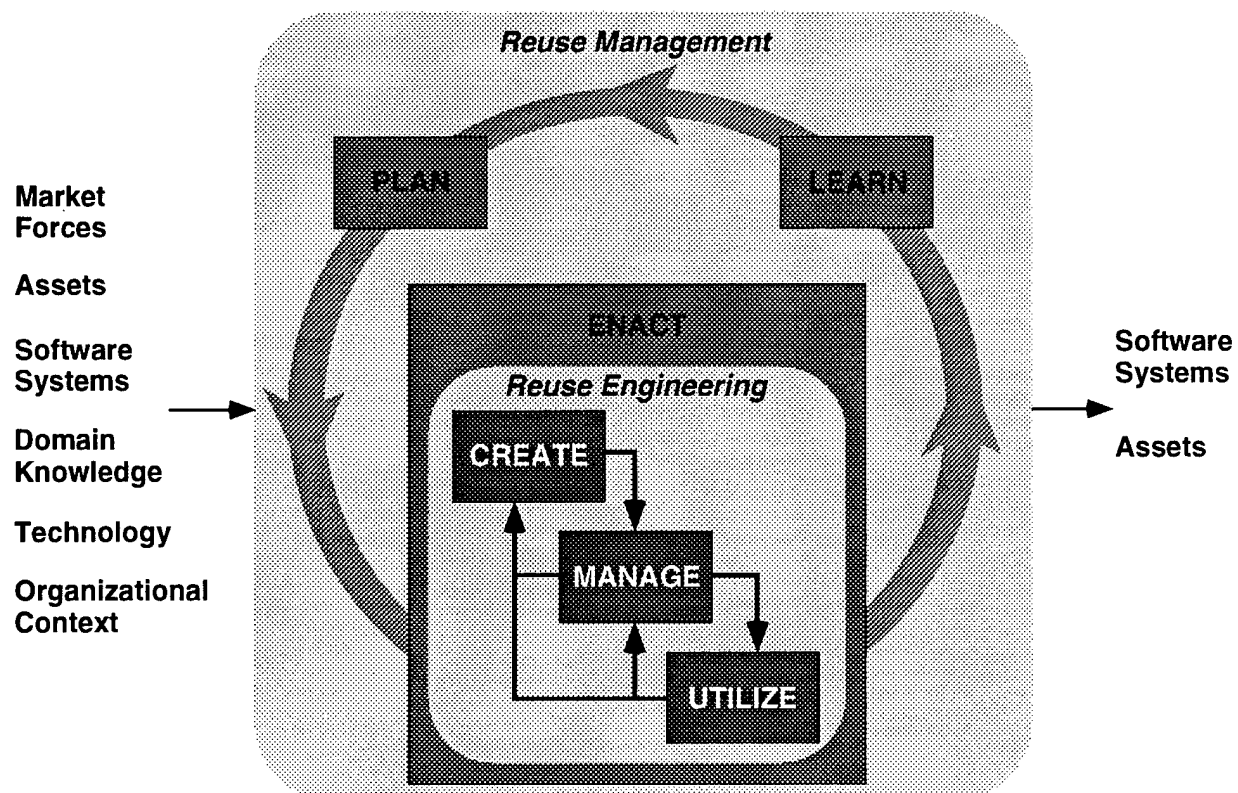 Reuse Management
PLAN
LEARN
Market
Forces
Assets
Software
Systems
Domain
Knowledge
Technology
Organizational
Context
ENACT
Reuse Engineering
CREATE
MANAGE
UTILIZE
Software
Systems
Assets